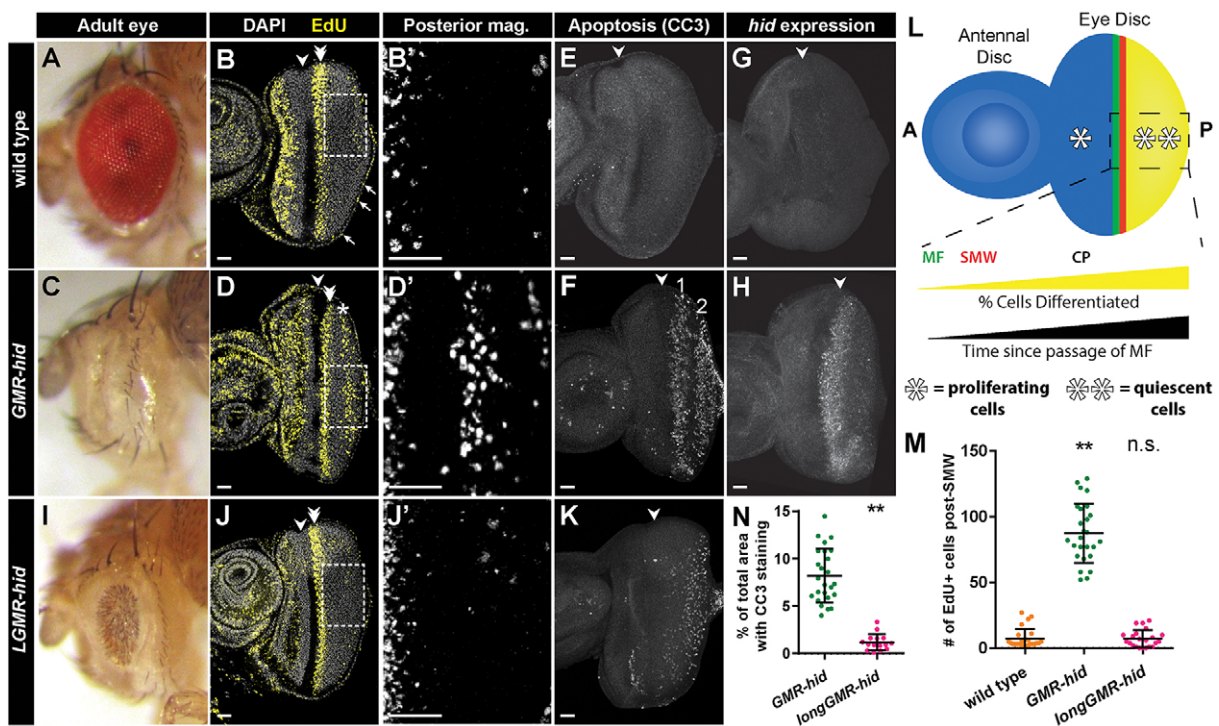 Adult eye
DAPI EdU
Posterior mag.
Apoptosis (CC3)
hid expression
wild type
A
B
B'
E
G
GMR-hid
C
D
*
D'
F
1
2
H
LGMR-hid
I
J
J'
K
L
Eye Disc
Antennal
Disc
A
P
MF SMW CP
% Cells Differentiated
Time since passage of MF
= proliferating
cells
= quiescent
cells
N
% of total area
with CC3 staining
15
10
5
0
**
GMR-hid
longGMR-hid
M
# of EdU+ cells post-SMW
150
100
50
0
**
n.s.
wild type
GMR-hid
longGMR-hid